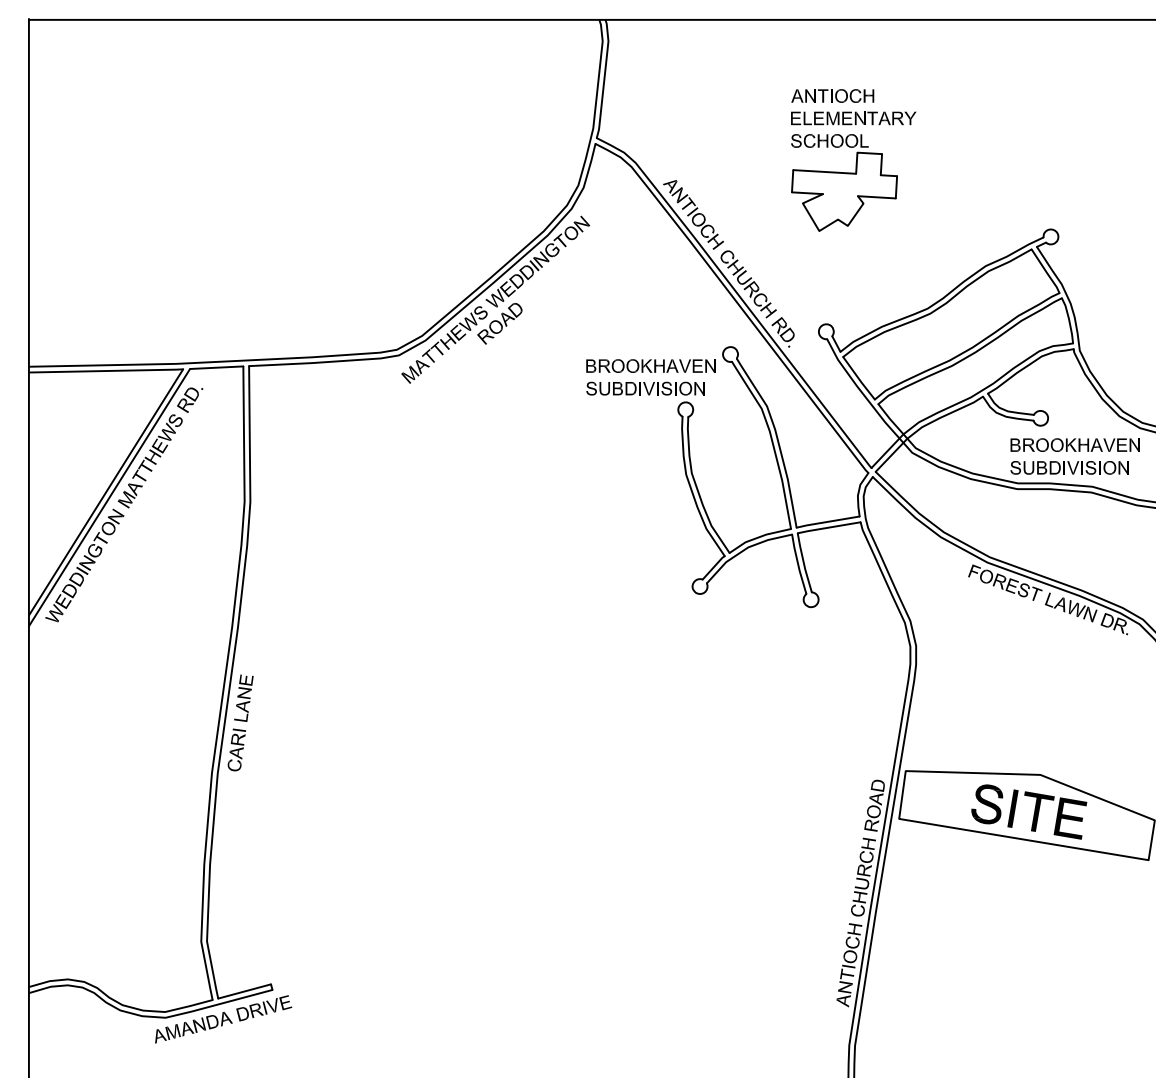 ANTIOCH
ELEMENTARY
SCHOOL
ANTIOCH CHURCH RD.
MATTHEWS WEDDINGTON
ROAD
BROOKHAVEN
SUBDIVISION
WEDDINGTON MATTHEWS RD.
BROOKHAVEN
SUBDIVISION
FOREST LAWN DR.
CARI LANE
SITE
ANTIOCH CHURCH ROAD
AMANDA DRIVE